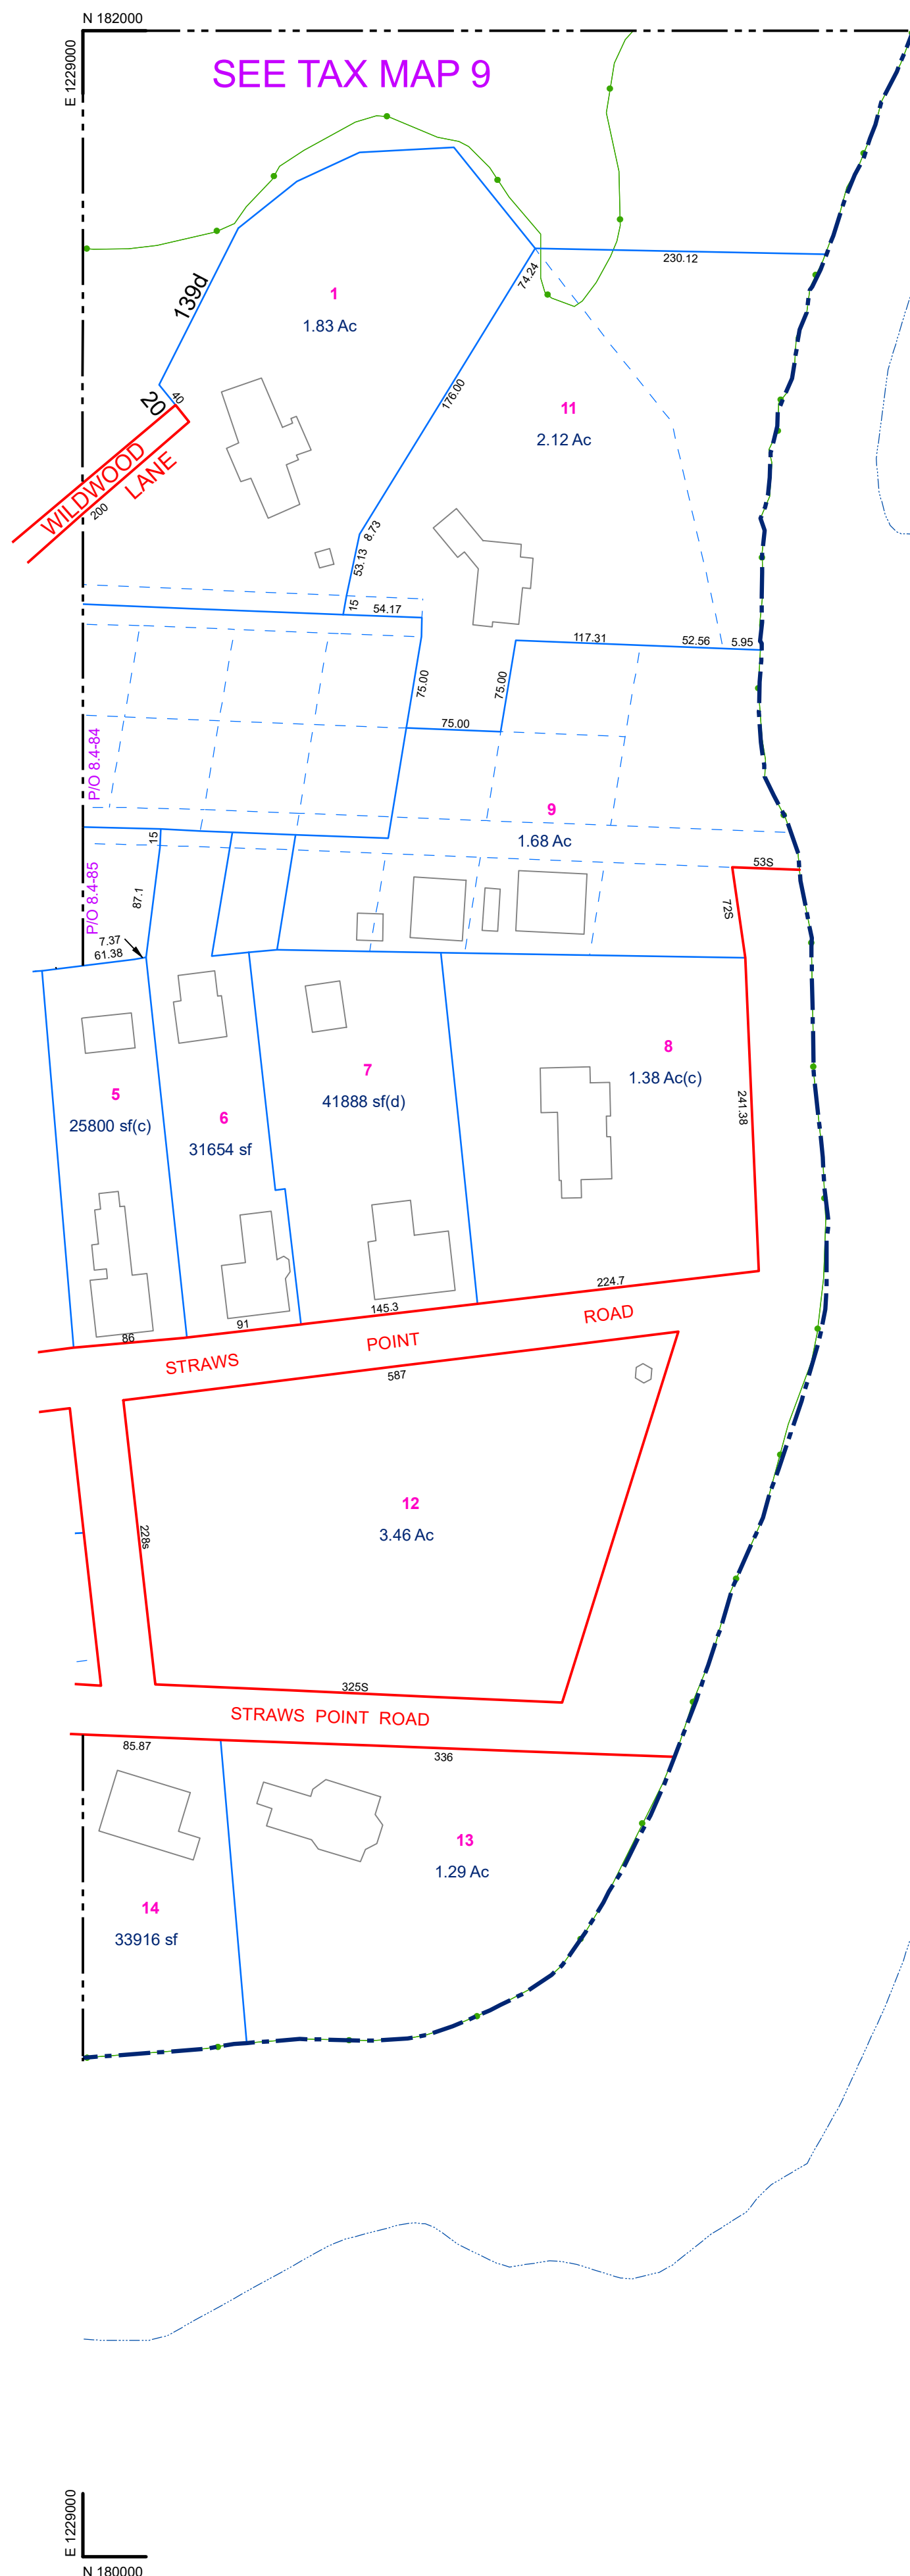 N 182000
E 1229000
SEE TAX MAP 9
230.12
74.24
139d
1
1.83 Ac
40
20
176.00
11
2.12 Ac
WILDWOOD
LANE
200
8.73
53.13
15
54.17
117.31
52.56
5.95
75.00
75.00
75.00
P/O 8.4-84
9
1.68 Ac
15
53S
P/O 8.4-85
87.1
72S
7.37
61.38
8
1.38 Ac(c)
7
41888 sf(d)
5
25800 sf(c)
6
31654 sf
241.38
224.7
145.3
91
86
STRAWS POINT ROAD
587
12
3.46 Ac
228s
325S
STRAWS POINT ROAD
85.87
336
13
1.29 Ac
14
33916 sf
E 1229000
N 180000